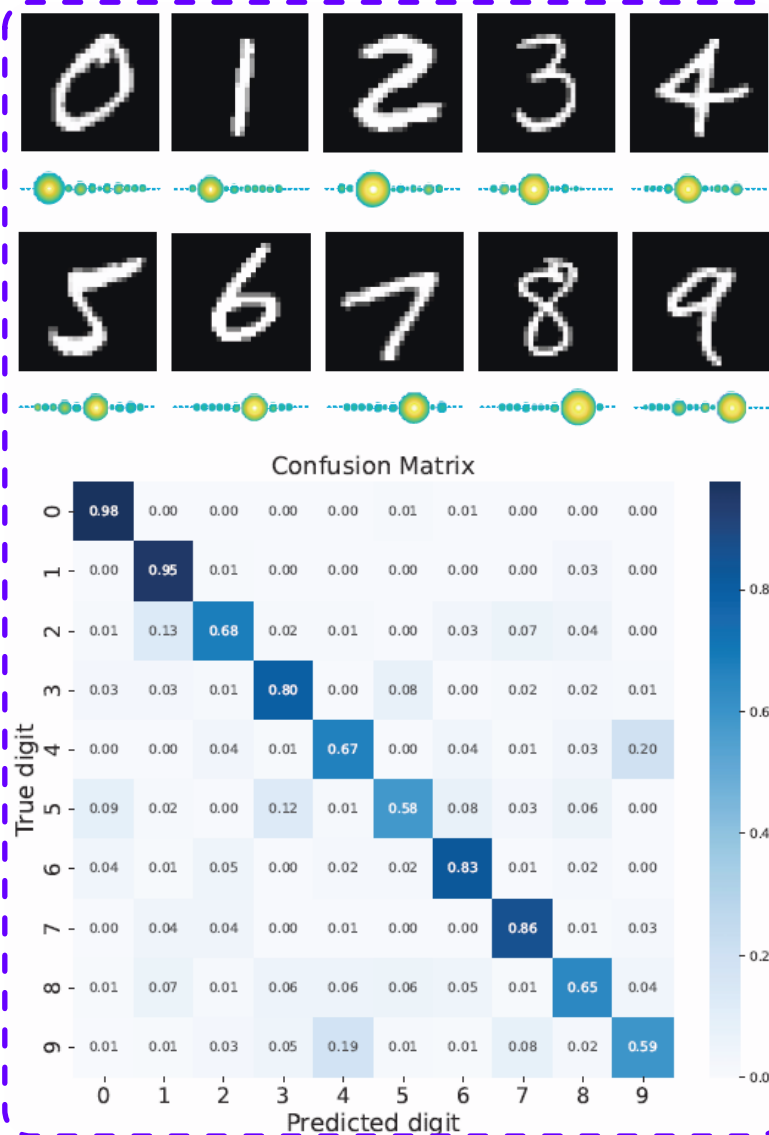 0 1 2 3 4
5 6 7 8 9
Confusion Matrix
0 0.98 0.00 0.00 0.00 0.00 0.01 0.01 0.00 0.00 0.00
1 0.00 0.95 0.01 0.00 0.00 0.00 0.00 0.00 0.03 0.00
0.8
2 0.01 0.13 0.68 0.02 0.01 0.00 0.03 0.07 0.04 0.00
3 0.03 0.03 0.01 0.80 0.00 0.08 0.00 0.02 0.02 0.01
0.6
4 0.00 0.00 0.04 0.01 0.67 0.00 0.04 0.01 0.03 0.20
True digit
5 0.09 0.02 0.00 0.12 0.01 0.58 0.08 0.03 0.06 0.00
0.4
6 0.04 0.01 0.05 0.00 0.02 0.02 0.83 0.01 0.02 0.00
7 0.00 0.04 0.04 0.00 0.01 0.00 0.00 0.86 0.01 0.03
0.2
8 0.01 0.07 0.01 0.06 0.06 0.06 0.05 0.01 0.65 0.04
9 0.01 0.01 0.03 0.05 0.19 0.01 0.01 0.08 0.02 0.59
0.0
0 1 2 3 4 5 6 7 8 9
Predicted digit